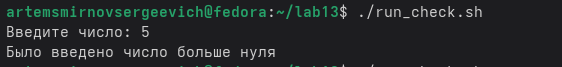 artemsmirnovsergeevich@fedora:~/lab13$ ./run_check.sh
Введите число: 5
Было введено число больше нуля